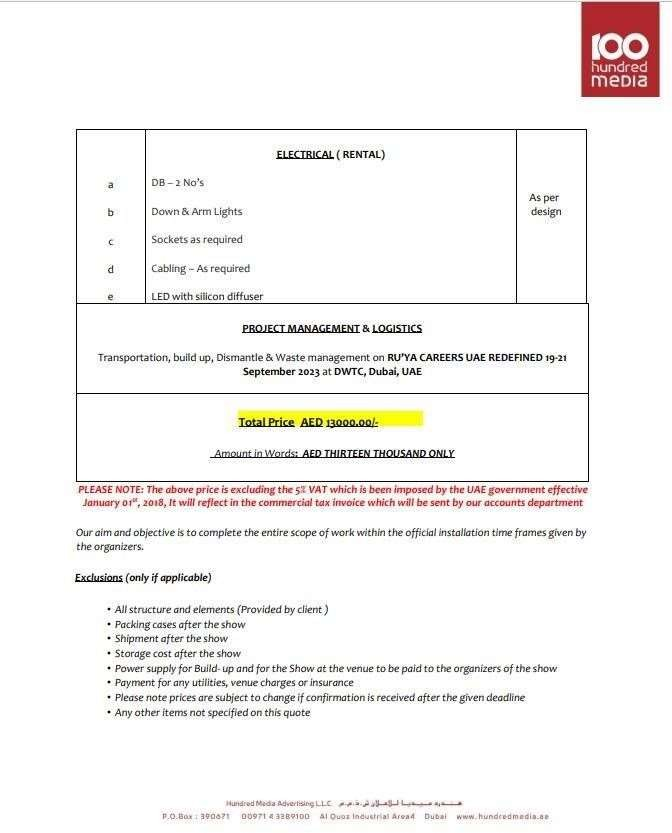 100
hundred
media
ELECTRICAL ( RENTAL)
a DB – 2 No's
As per
design
b Down & Arm Lights
c Sockets as required
d Cabling – As required
e LED with silicon diffuser
PROJECT MANAGEMENT & LOGISTICS
Transportation, build up, Dismantle & Waste management on RU'YA CAREERS UAE REDEFINED 19-21
September 2023 at DWTC, Dubai, UAE
Total Price AED 13000.00/-
Amount in Words: AED THIRTEEN THOUSAND ONLY
PLEASE NOTE: The above price is excluding the 5% VAT which is been imposed by the UAE government effective
January 01st, 2018, It will reflect in the commercial tax invoice which will be sent by our accounts department
Our aim and objective is to complete the entire scope of work within the official installation time frames given by
the organizers.
Exclusions (only if applicable)
• All structure and elements (Provided by client )
• Packing cases after the show
• Shipment after the show
• Storage cost after the show
• Power supply for Build- up and for the Show at the venue to be paid to the organizers of the show
• Payment for any utilities, venue charges or insurance
• Please note prices are subject to change if confirmation is received after the given deadline
• Any other items not specified on this quote
Hundred Media Advertising L.L.C هـنـدرد مـيـديـا لـلإعـلان ش.ذ.م.م.
P.O.Box : 390671 00971 4 3389100 Al Quoz Industrial Area4 Dubai www.hundredmedia.ae